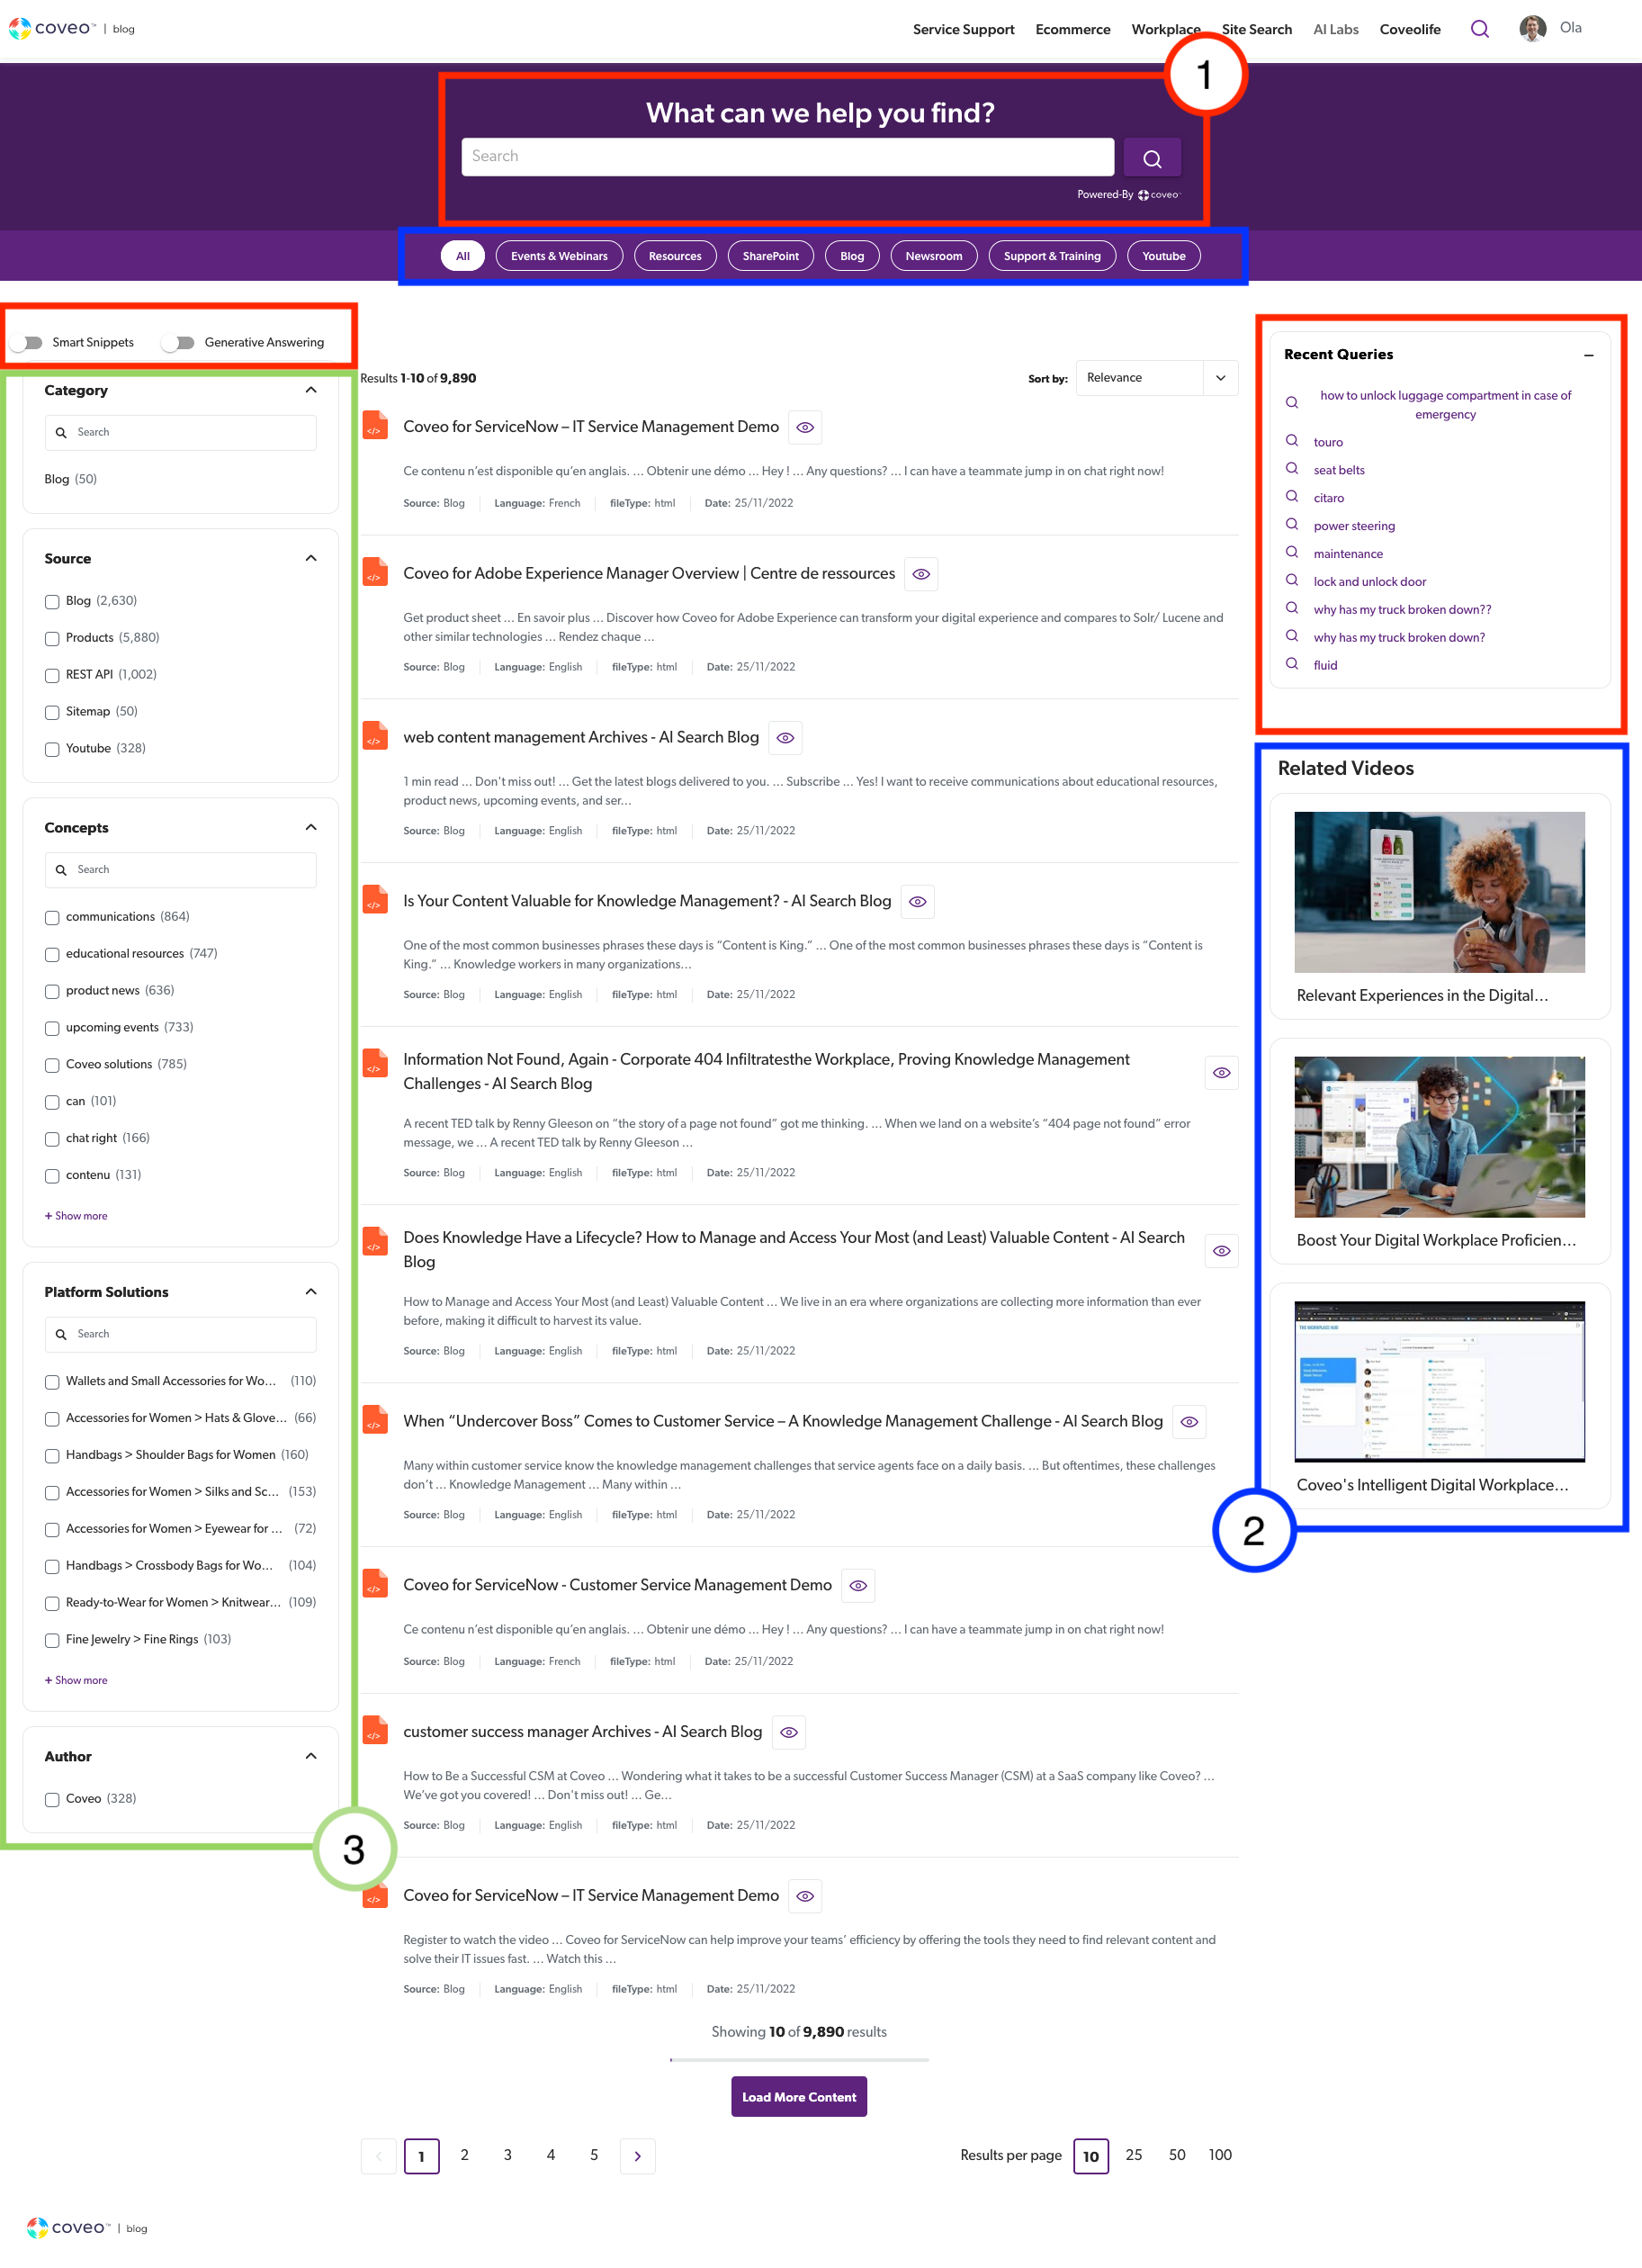 coveo™ | blog
Service Support Ecommerce Workplace Site Search AI Labs Coveolife Ola
1
What can we help you find?
Search
Powered-By coveo™
All Events & Webinars Resources SharePoint Blog Newsroom Support & Training Youtube
Smart Snippets Generative Answering
Category
Search
Blog (50)
Source
Blog (2,630)
Products (5,880)
REST API (1,002)
Sitemap (50)
Youtube (328)
Concepts
Search
communications (864)
educational resources (747)
product news (636)
upcoming events (733)
Coveo solutions (785)
can (101)
chat right (166)
contenu (131)
+ Show more
Platform Solutions
Search
Wallets and Small Accessories for Wo... (110)
Accessories for Women > Hats & Glove... (66)
Handbags > Shoulder Bags for Women (160)
Accessories for Women > Silks and Sc... (153)
Accessories for Women > Eyewear for ... (72)
Handbags > Crossbody Bags for Wo... (104)
Ready-to-Wear for Women > Knitwear... (109)
Fine Jewelry > Fine Rings (103)
+ Show more
Author
Coveo (328)
3
Results 1-10 of 9,890
Sort by: Relevance
Coveo for ServiceNow – IT Service Management Demo
Ce contenu n'est disponible qu'en anglais. ... Obtenir une démo ... Hey ! ... Any questions? ... I can have a teammate jump in on chat right now!
Source: Blog Language: French fileType: html Date: 25/11/2022
Coveo for Adobe Experience Manager Overview | Centre de ressources
Get product sheet ... En savoir plus ... Discover how Coveo for Adobe Experience can transform your digital experience and compares to Solr/ Lucene and
other similar technologies ... Rendez chaque ...
Source: Blog Language: English fileType: html Date: 25/11/2022
web content management Archives - AI Search Blog
1 min read ... Don't miss out! ... Get the latest blogs delivered to you. ... Subscribe ... Yes! I want to receive communications about educational resources,
product news, upcoming events, and ser...
Source: Blog Language: English fileType: html Date: 25/11/2022
Is Your Content Valuable for Knowledge Management? - AI Search Blog
One of the most common businesses phrases these days is “Content is King.” ... One of the most common businesses phrases these days is “Content is
King.” ... Knowledge workers in many organizations...
Source: Blog Language: English fileType: html Date: 25/11/2022
Information Not Found, Again - Corporate 404 Infiltratesthe Workplace, Proving Knowledge Management
Challenges - AI Search Blog
A recent TED talk by Renny Gleeson on “the story of a page not found” got me thinking. ... When we land on a website's “404 page not found” error
message, we ... A recent TED talk by Renny Gleeson ...
Source: Blog Language: English fileType: html Date: 25/11/2022
Does Knowledge Have a Lifecycle? How to Manage and Access Your Most (and Least) Valuable Content - AI Search
Blog
How to Manage and Access Your Most (and Least) Valuable Content ... We live in an era where organizations are collecting more information than ever
before, making it difficult to harvest its value.
Source: Blog Language: English fileType: html Date: 25/11/2022
When “Undercover Boss” Comes to Customer Service – A Knowledge Management Challenge - AI Search Blog
Many within customer service know the knowledge management challenges that service agents face on a daily basis. ... But oftentimes, these challenges
don't ... Knowledge Management ... Many within ...
Source: Blog Language: English fileType: html Date: 25/11/2022
Coveo for ServiceNow - Customer Service Management Demo
Ce contenu n'est disponible qu'en anglais. ... Obtenir une démo ... Hey ! ... Any questions? ... I can have a teammate jump in on chat right now!
Source: Blog Language: French fileType: html Date: 25/11/2022
customer success manager Archives - AI Search Blog
How to Be a Successful CSM at Coveo ... Wondering what it takes to be a successful Customer Success Manager (CSM) at a SaaS company like Coveo? ...
We've got you covered! ... Don't miss out! ... Ge...
Source: Blog Language: English fileType: html Date: 25/11/2022
Coveo for ServiceNow – IT Service Management Demo
Register to watch the video ... Coveo for ServiceNow can help improve your teams' efficiency by offering the tools they need to find relevant content and
solve their IT issues fast. ... Watch this ...
Source: Blog Language: English fileType: html Date: 25/11/2022
Showing 10 of 9,890 results
Load More Content
1 2 3 4 5
Results per page 10 25 50 100
Recent Queries
how to unlock luggage compartment in case of
emergency
touro
seat belts
citaro
power steering
maintenance
lock and unlock door
why has my truck broken down??
why has my truck broken down?
fluid
Related Videos
Relevant Experiences in the Digital...
Boost Your Digital Workplace Proficien...
THE WORKPLACE HUB
Coveo's Intelligent Digital Workplace...
2
coveo™ | blog